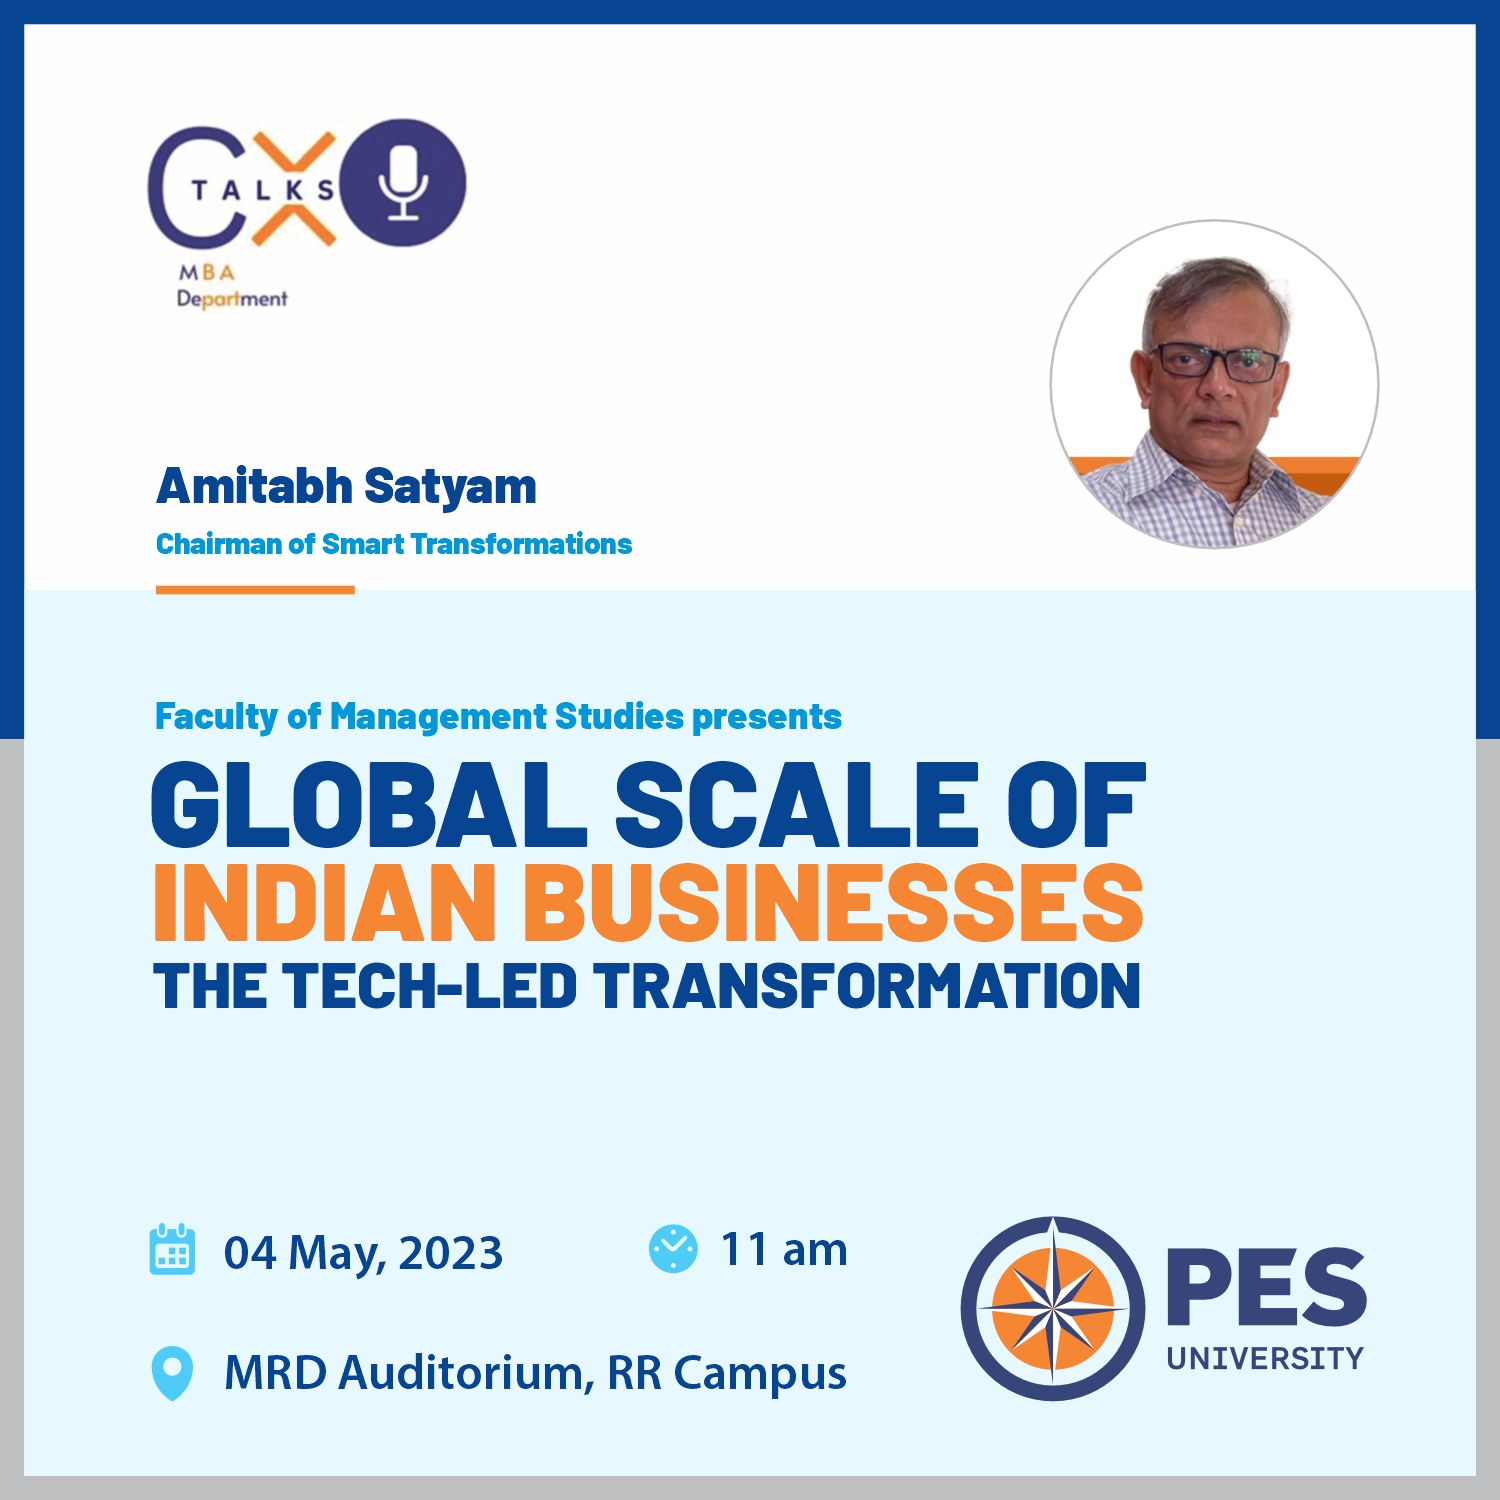 CXO
TALKS
MBA
Department
Amitabh Satyam
Chairman of Smart Transformations
Faculty of Management Studies presents
GLOBAL SCALE OF
INDIAN BUSINESSES
THE TECH-LED TRANSFORMATION
04 May, 2023
11 am
MRD Auditorium, RR Campus
PES
UNIVERSITY